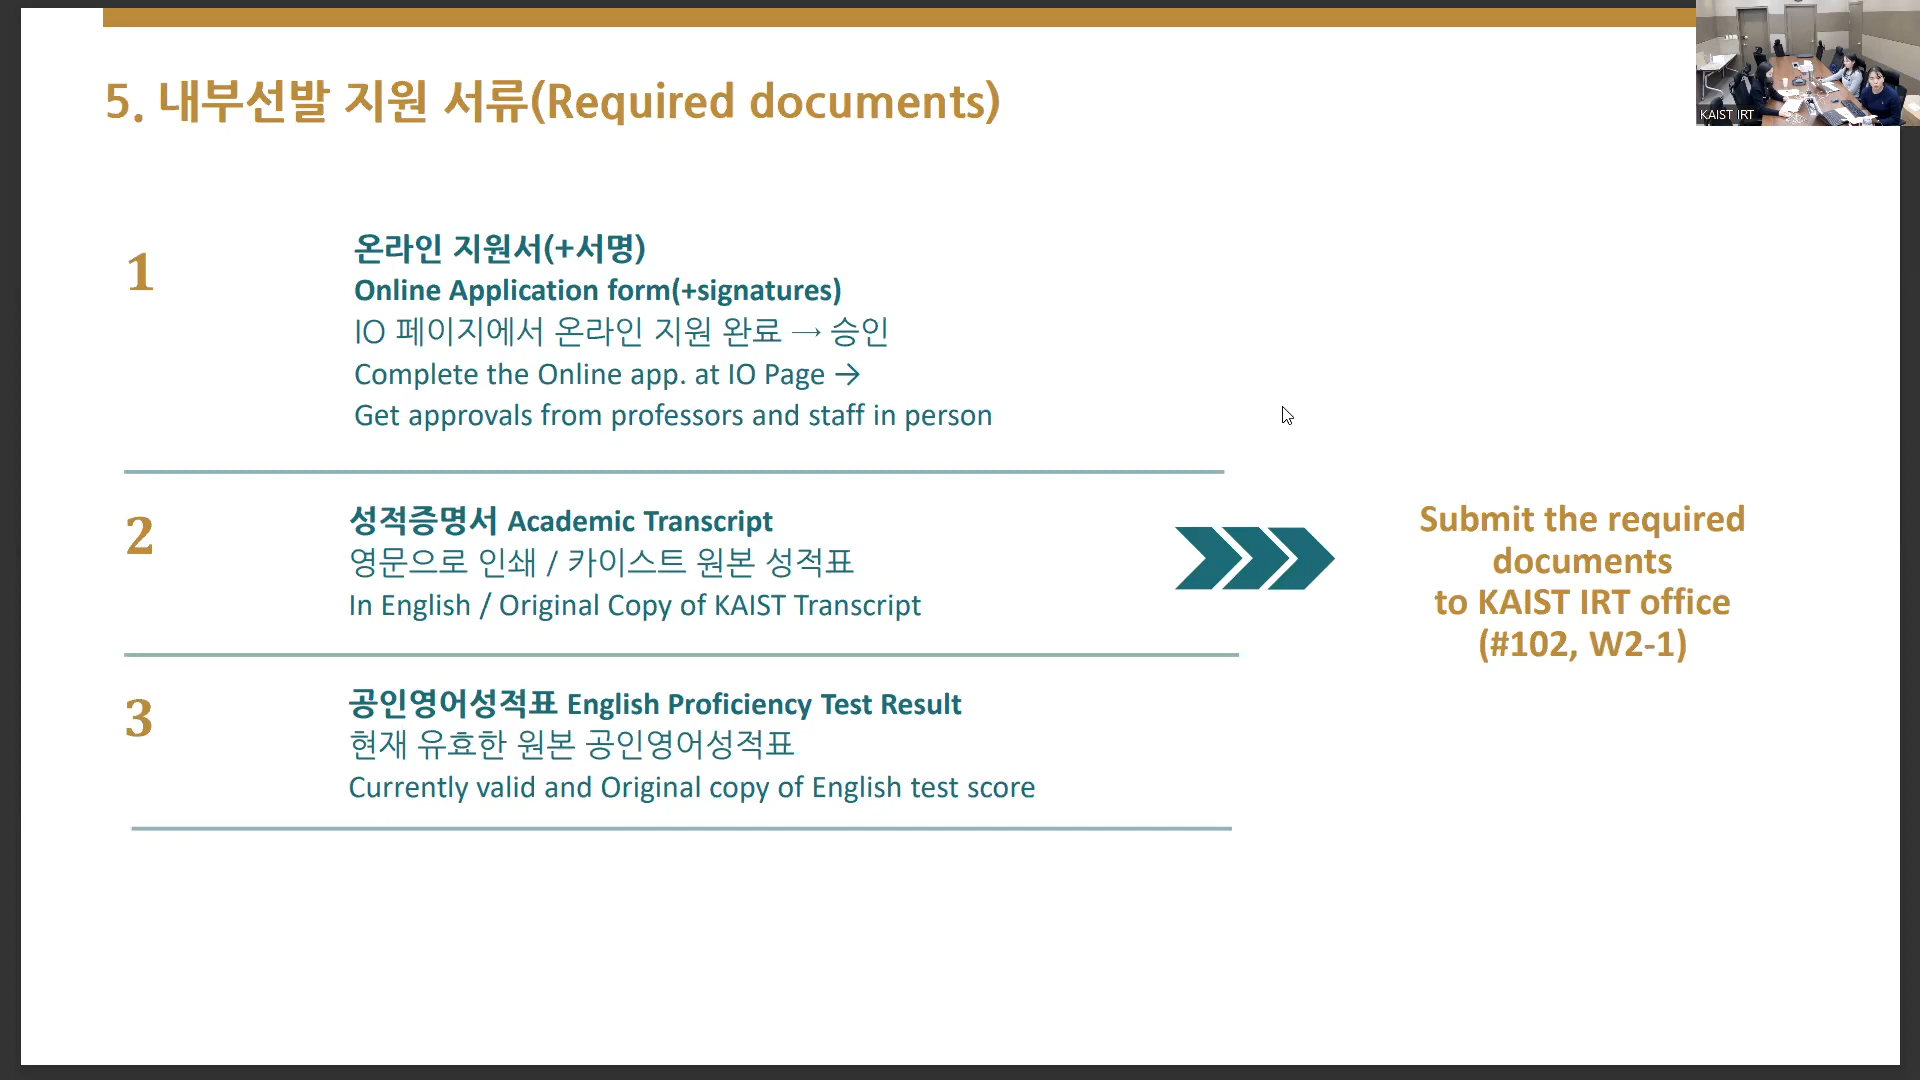 5. 내부선발 지원 서류(Required documents)
KAIST IRT
1
온라인 지원서(+서명)
Online Application form(+signatures)
IO 페이지에서 온라인 지원 완료 → 승인
Complete the Online app. at IO Page →
Get approvals from professors and staff in person
2
성적증명서 Academic Transcript
영문으로 인쇄 / 카이스트 원본 성적표
In English / Original Copy of KAIST Transcript
3
공인영어성적표 English Proficiency Test Result
현재 유효한 원본 공인영어성적표
Currently valid and Original copy of English test score
Submit the required
documents
to KAIST IRT office
(#102, W2-1)